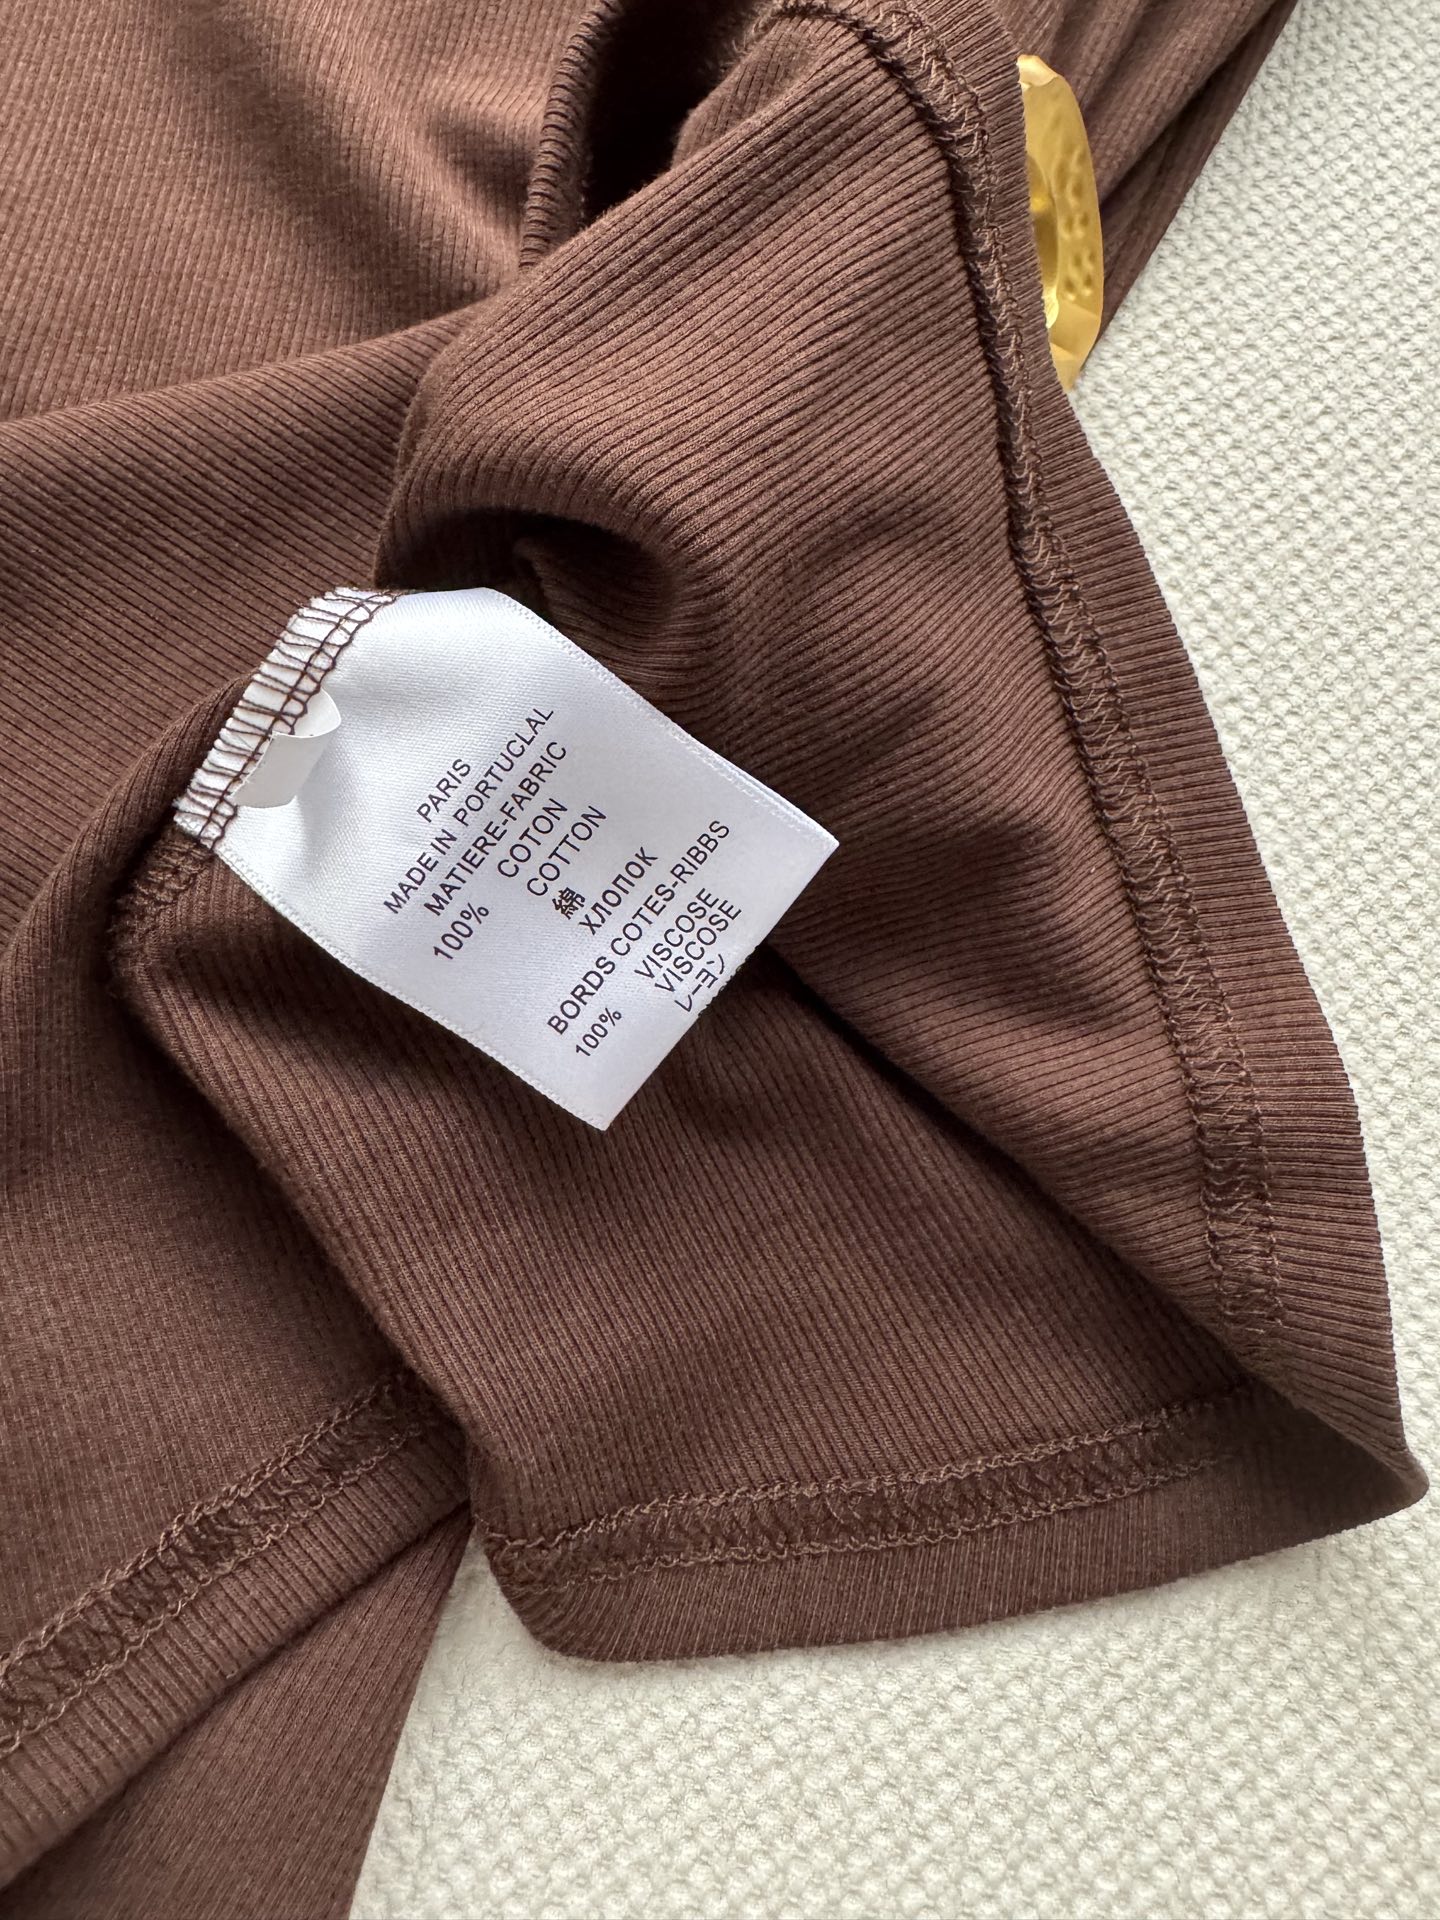 PARIS
MADE IN PORTUCLAL
MATIERE-FABRIC
100% COTON
COTTON
綿
ХЛОПОК
BORDS COTES-RIBBS
100% VISCOSE
VISCOSE
レーヨン